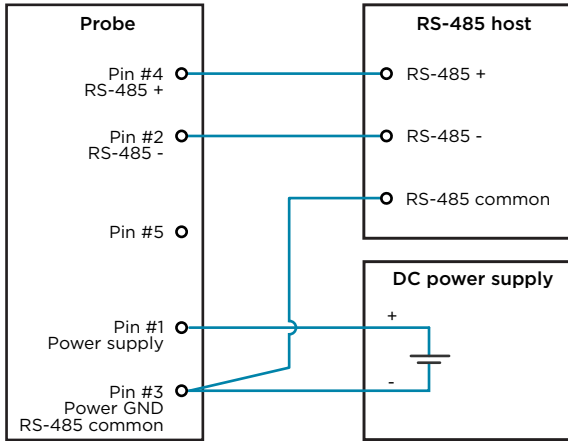 Probe
Pin #4
RS-485 +
Pin #2
RS-485 -
Pin #5
Pin #1
Power supply
Pin #3
Power GND
RS-485 common
RS-485 host
RS-485 +
RS-485 -
RS-485 common
DC power supply
+
-